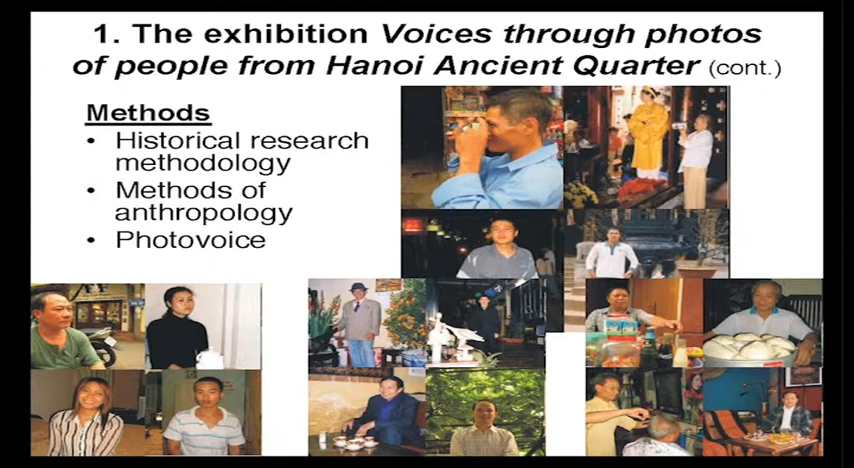 1. The exhibition Voices through photos
of people from Hanoi Ancient Quarter (cont.)
Methods
• Historical research
methodology
• Methods of
anthropology
• Photovoice